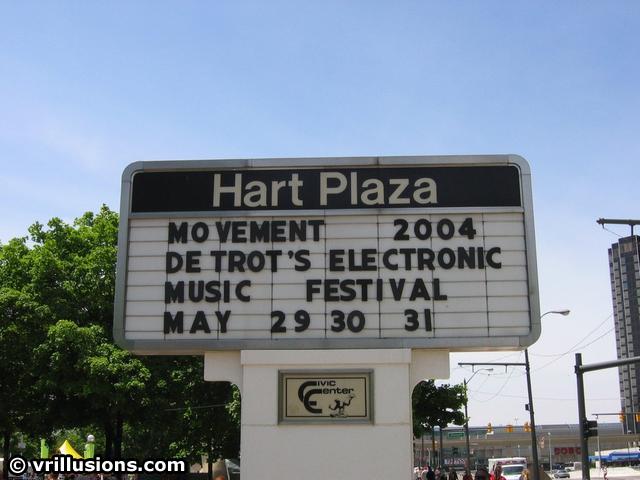 Hart Plaza
MOVEMENT 2004
DETROT'S ELECTRONIC
MUSIC FESTIVAL
MAY 29 30 31
Civic
Center
© vrillusions.com